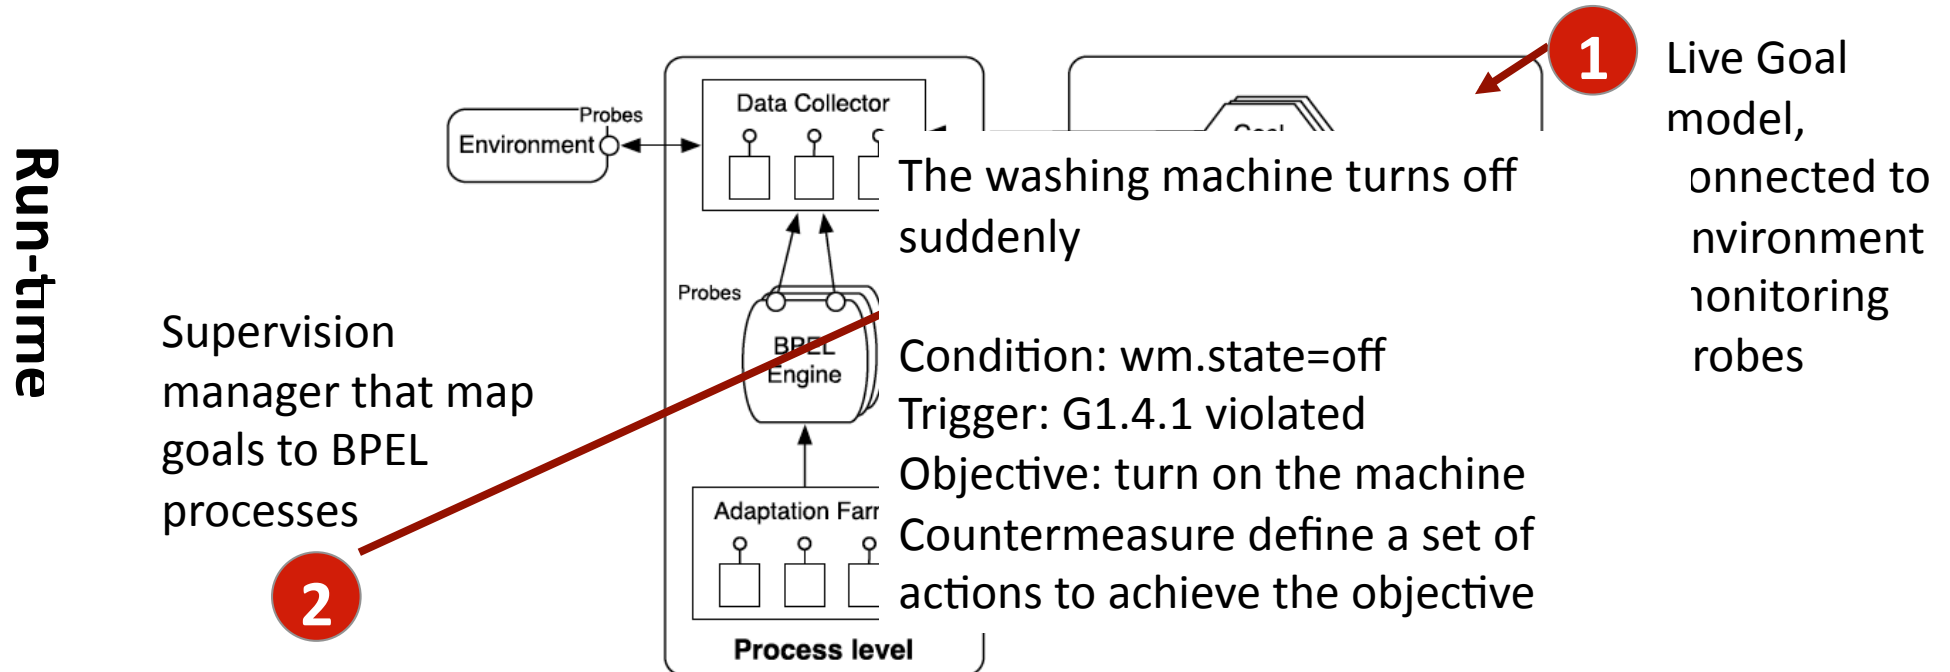 Run-time
Supervision
manager that map
goals to BPEL
processes
2
Environment
Probes
Data Collector
Probes
BPEL
Engine
Adaptation Farr
Process level
The washing machine turns off
suddenly
Condition: wm.state=off
Trigger: G1.4.1 violated
Objective: turn on the machine
Countermeasure define a set of
actions to achieve the objective
1
Live Goal
model,
onnected to
nvironment
onitoring
robes